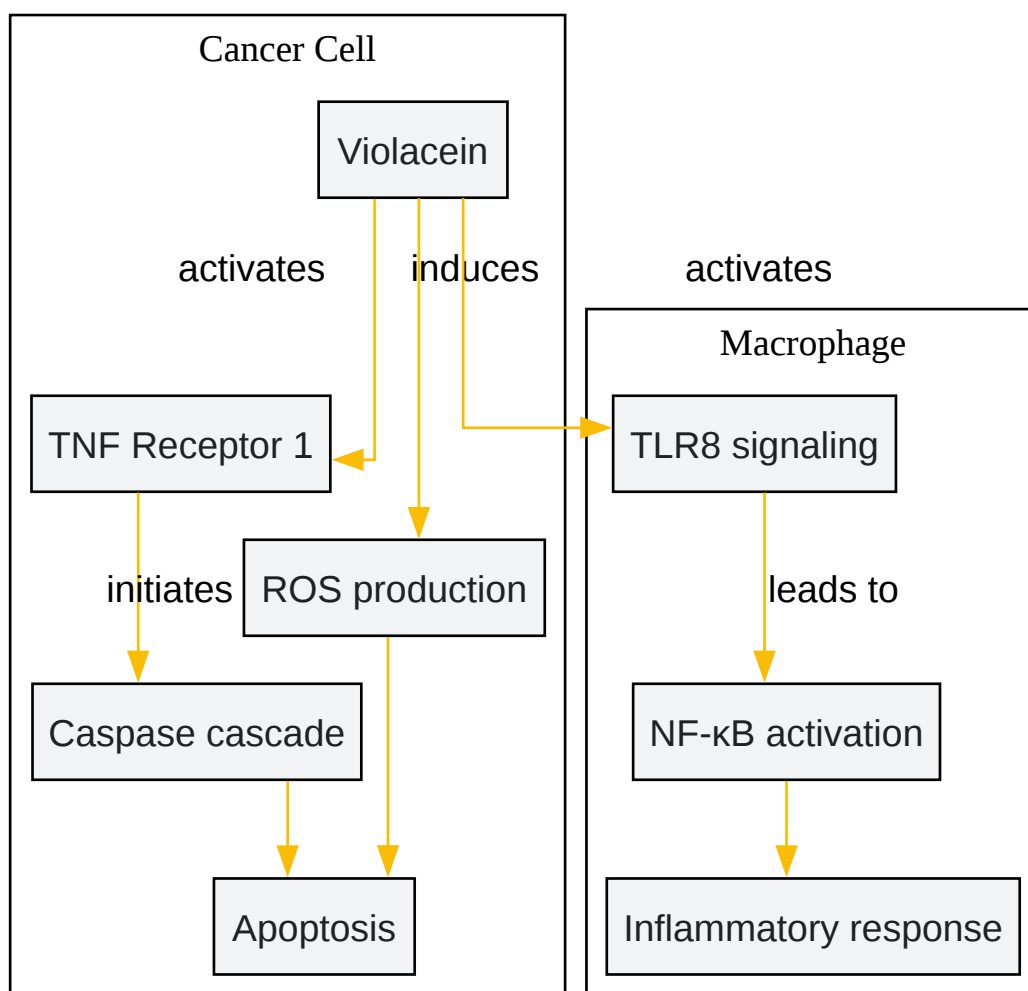 Cancer Cell
Violacein
activates
induces
activates
Macrophage
TNF Receptor 1
TLR8 signaling
initiates
ROS production
leads to
Caspase cascade
NF-κB activation
Apoptosis
Inflammatory response